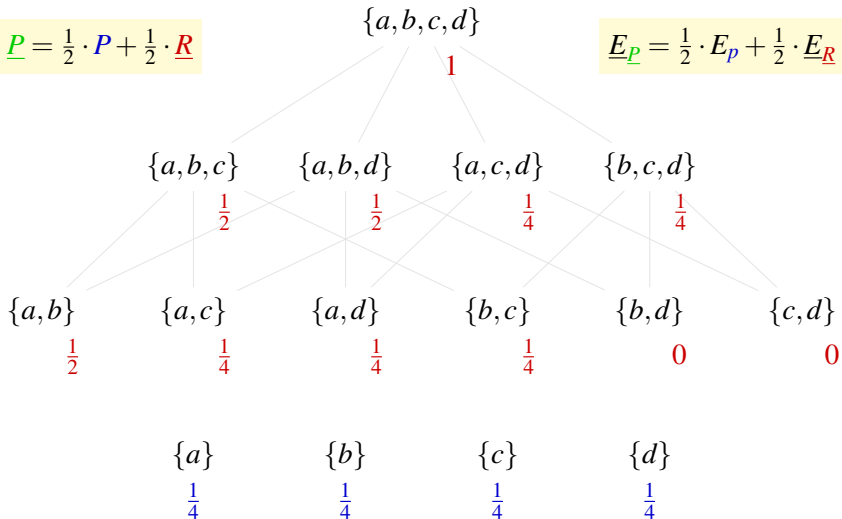 {a,b,c,d}
P = 1/2 · P + 1/2 · R
E_P = 1/2 · E_p + 1/2 · E_R
1
{a,b,c} {a,b,d} {a,c,d} {b,c,d}
1/2 1/2 1/4 1/4
{a,b} {a,c} {a,d} {b,c} {b,d} {c,d}
1/2 1/4 1/4 1/4 0 0
{a} {b} {c} {d}
1/4 1/4 1/4 1/4